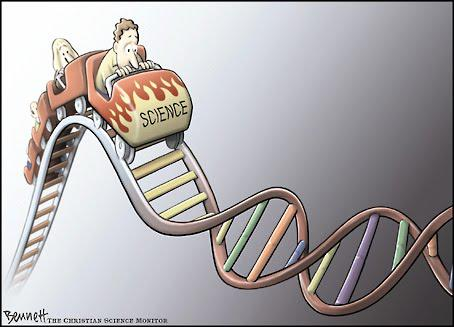 SCIENCE
Bennett THE CHRISTIAN SCIENCE MONITOR